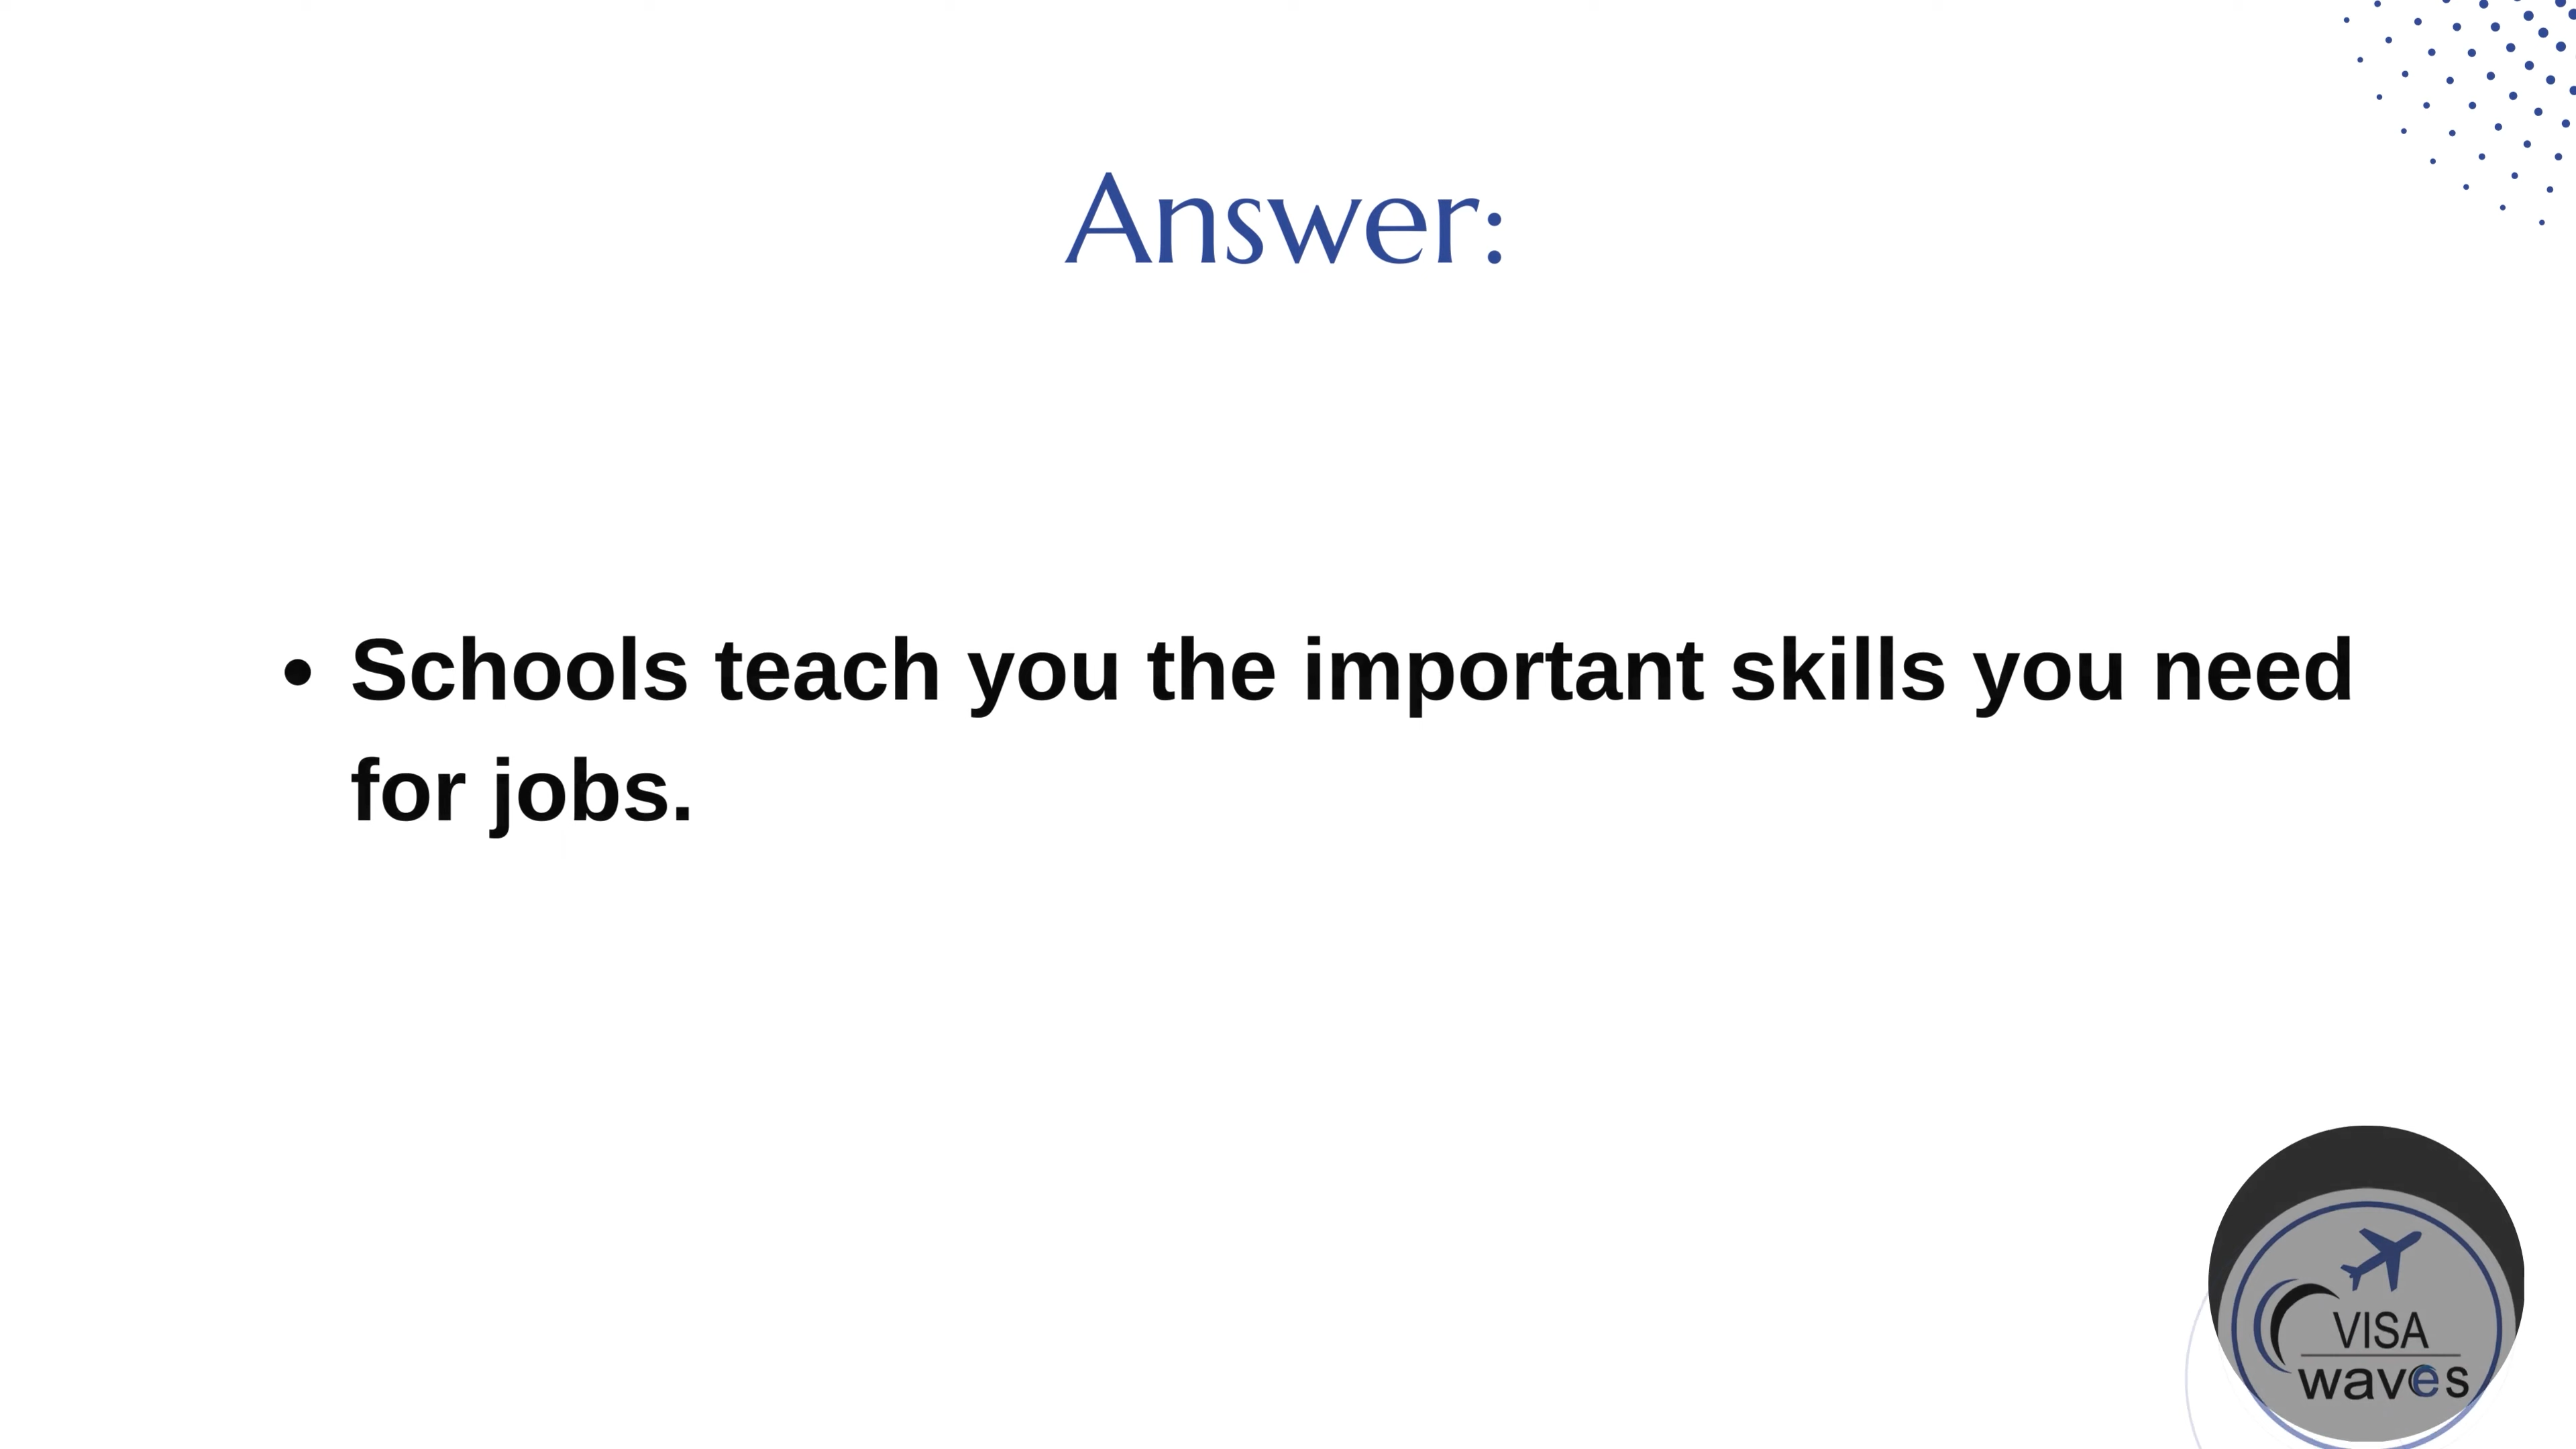 Answer:
• Schools teach you the important skills you need
for jobs.
VISA
waves